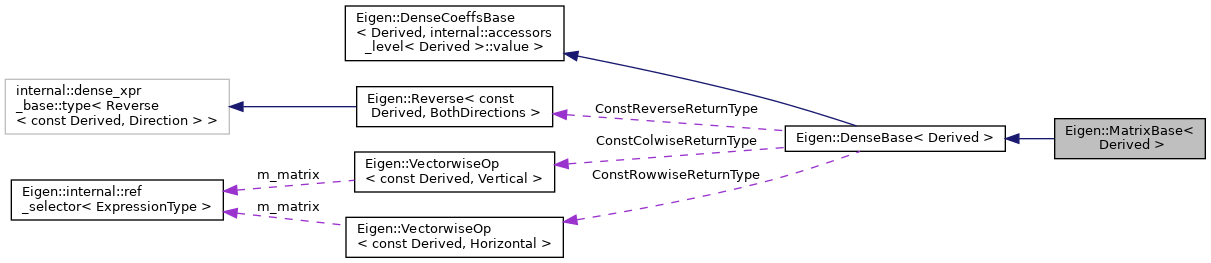 Eigen::DenseCoeffsBase
< Derived, internal::accessors
_level< Derived >::value >
internal::dense_xpr
_base::type< Reverse
< const Derived, Direction > >
Eigen::Reverse< const
Derived, BothDirections >
ConstReverseReturnType
Eigen::DenseBase< Derived >
Eigen::MatrixBase<
Derived >
ConstColwiseReturnType
Eigen::VectorwiseOp
< const Derived, Vertical >
m_matrix
ConstRowwiseReturnType
Eigen::internal::ref
_selector< ExpressionType >
m_matrix
Eigen::VectorwiseOp
< const Derived, Horizontal >